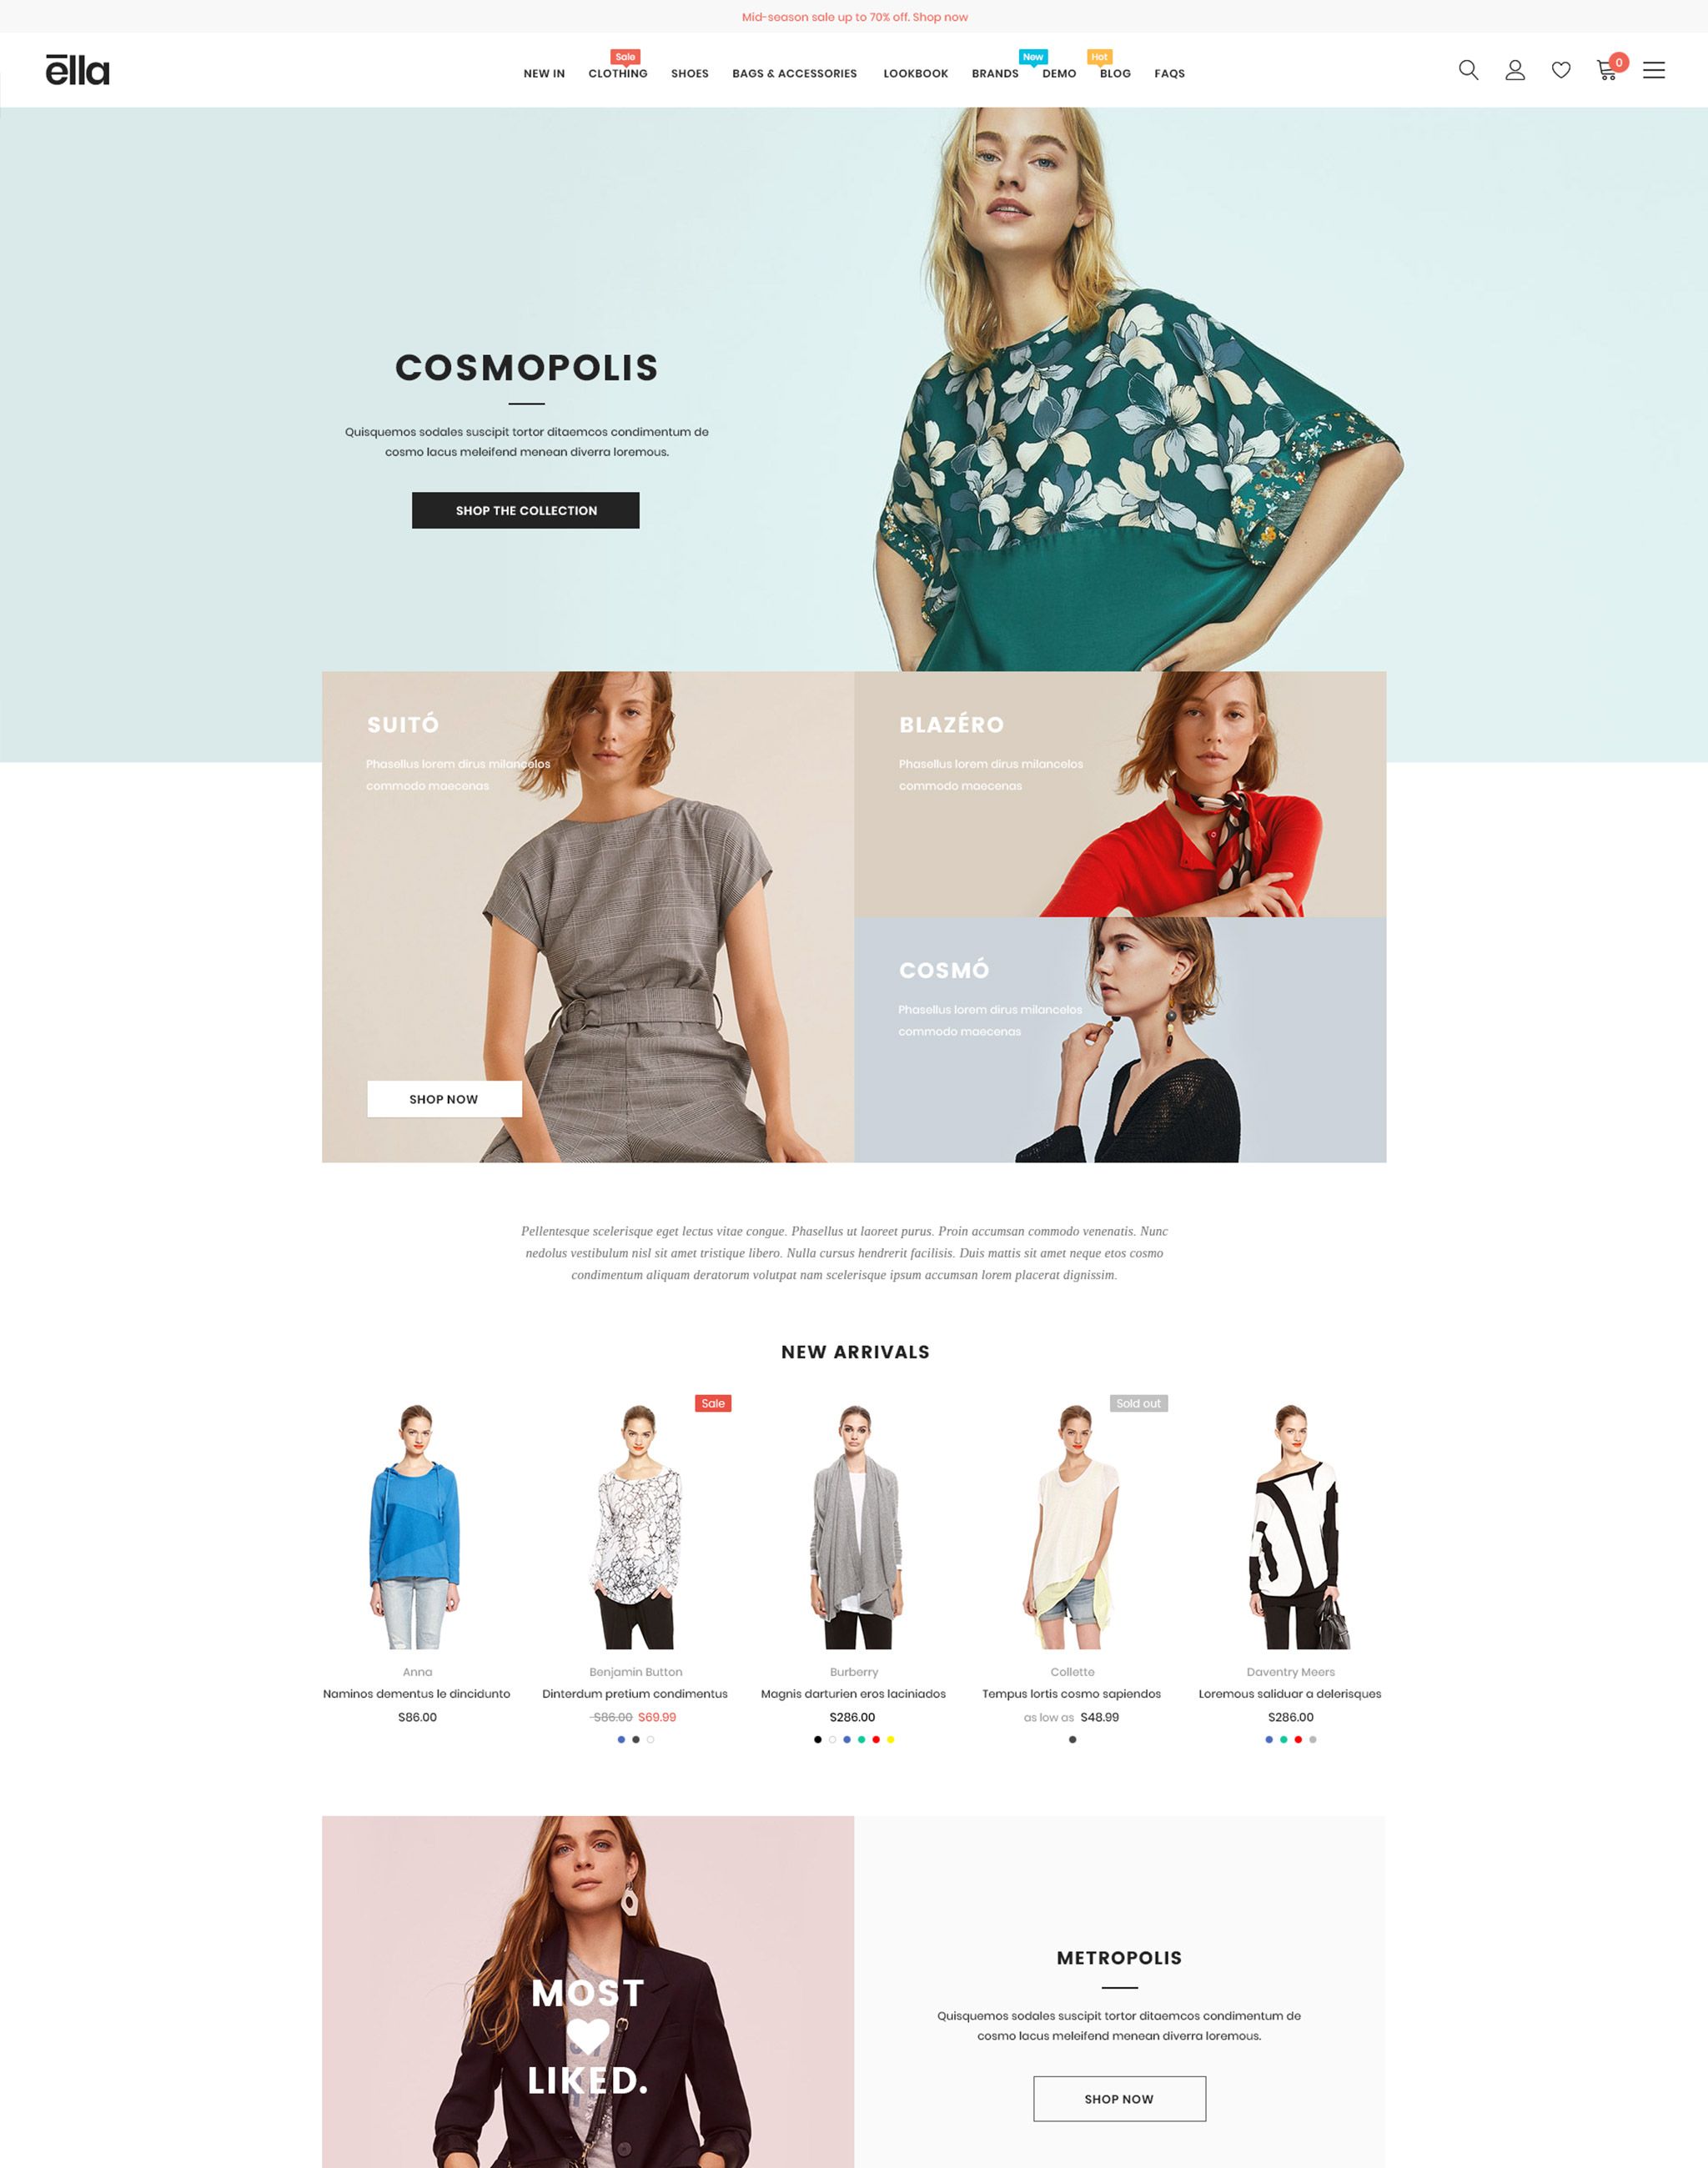 Mid-season sale up to 70% off. Shop now
ēlla
Sale
New
Hot
NEW IN CLOTHING SHOES BAGS & ACCESSORIES LOOKBOOK BRANDS DEMO BLOG FAQS
0
COSMOPOLIS
Quisquemos sodales suscipit tortor ditaemcos condimentum de
cosmo lacus meleifend menean diverra loremous.
SHOP THE COLLECTION
SUITÓ
Phasellus lorem dirus milancelos
commodo maecenas
SHOP NOW
BLAZÉRO
Phasellus lorem dirus milancelos
commodo maecenas
COSMÓ
Phasellus lorem dirus milancelos
commodo maecenas
Pellentesque scelerisque eget lectus vitae congue. Phasellus ut laoreet purus. Proin accumsan commodo venenatis. Nunc
nedolus vestibulum nisl sit amet tristique libero. Nulla cursus hendrerit facilisis. Duis mattis sit amet neque etos cosmo
condimentum aliquam deratorum volutpat nam scelerisque ipsum accumsan lorem placerat dignissim.
NEW ARRIVALS
Anna
Naminos dementus le dincidunto
$86.00
Sale
Benjamin Button
Dinterdum pretium condimentus
$86.00 $69.99
Burberry
Magnis darturien eros laciniados
$286.00
Sold out
Collette
Tempus lortis cosmo sapiendos
as low as $48.99
Daventry Meers
Loremous saliduar a delerisques
$286.00
MOST
LIKED.
METROPOLIS
Quisquemos sodales suscipit tortor ditaemcos condimentum de
cosmo lacus meleifend menean diverra loremous.
SHOP NOW